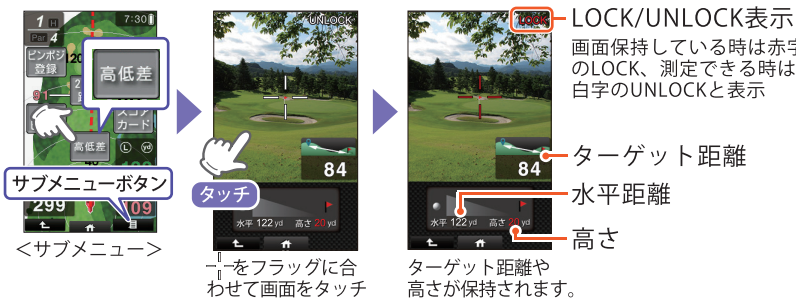 1 H
Par 4
7:30
ピンポジ
登録
120
高低差
91
スコア
カード
高低差
L yd
サブメニューボタン
299
109
<サブメニュー>
UNLOCK
84
タッチ
水平 122 yd 高さ 20 yd
-¦-をフラッグに合
わせて画面をタッチ
LOCK
84
水平 122 yd 高さ 20 yd
ターゲット距離や
高さが保持されます。
LOCK/UNLOCK表示
画面保持している時は赤字
のLOCK、測定できる時は
白字のUNLOCKと表示
ターゲット距離
水平距離
高さ